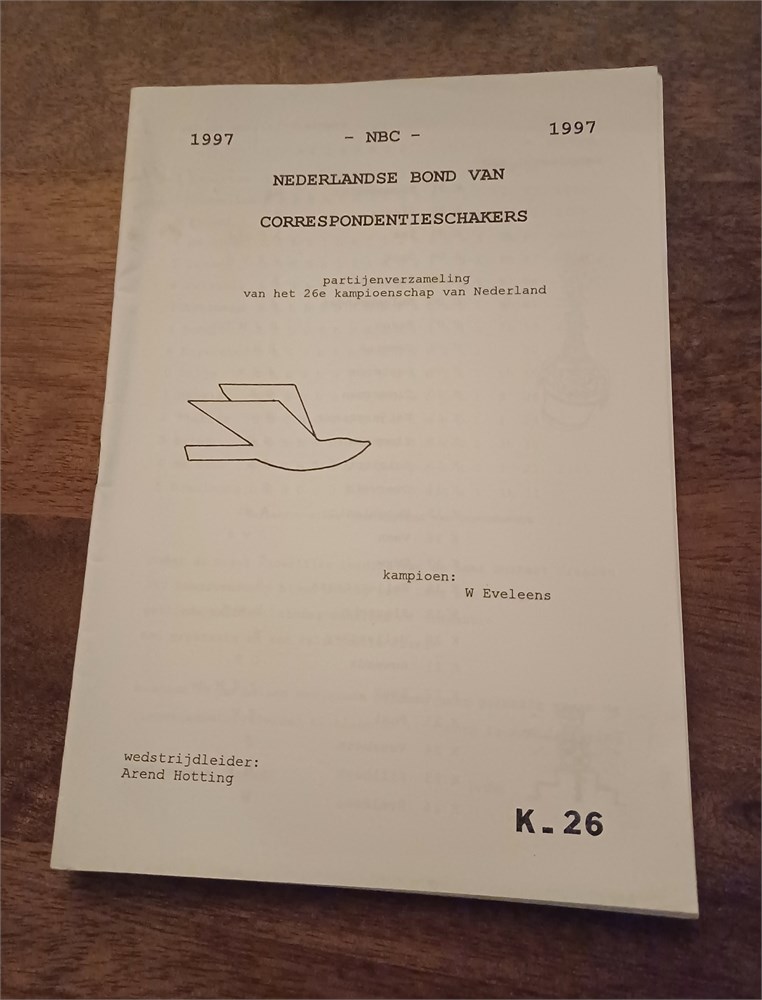 1997 - NBC - 1997
NEDERLANDSE BOND VAN
CORRESPONDENTIESCHAKERS
partijenverzameling
van het 26e kampioenschap van Nederland
kampioen:
W Eveleens
wedstrijdleider:
Arend Hotting
K.26